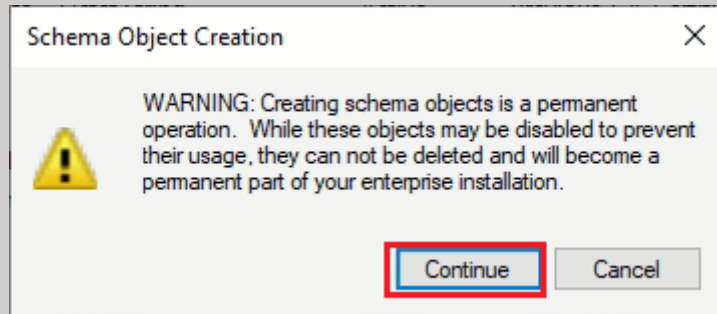 Schema Object Creation
WARNING: Creating schema objects is a permanent
operation. While these objects may be disabled to prevent
their usage, they can not be deleted and will become a
permanent part of your enterprise installation.
Continue
Cancel